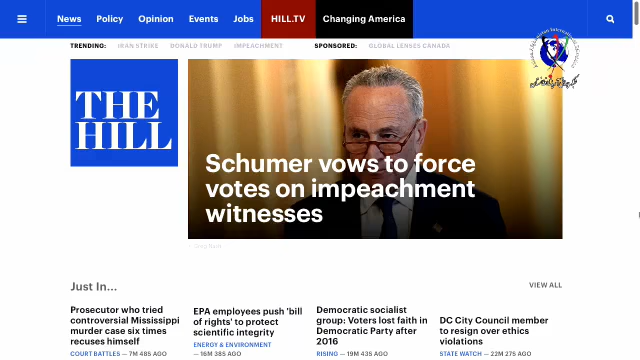 News Policy Opinion Events Jobs HILL.TV Changing America
TRENDING: IRAN STRIKE DONALD TRUMP IMPEACHMENT SPONSORED: GLOBAL LENSES CANADA
THE
HILL
Schumer vows to force
votes on impeachment
witnesses
Just In...
VIEW ALL
Prosecutor who tried
controversial Mississippi
murder case six times
recuses himself
COURT BATTLES — 7M 48S AGO
EPA employees push 'bill
of rights' to protect
scientific integrity
ENERGY & ENVIRONMENT
— 16M 38S AGO
Democratic socialist
group: Voters lost faith in
Democratic Party after
2016
RISING — 19M 43S AGO
DC City Council member
to resign over ethics
violations
STATE WATCH — 22M 27S AGO